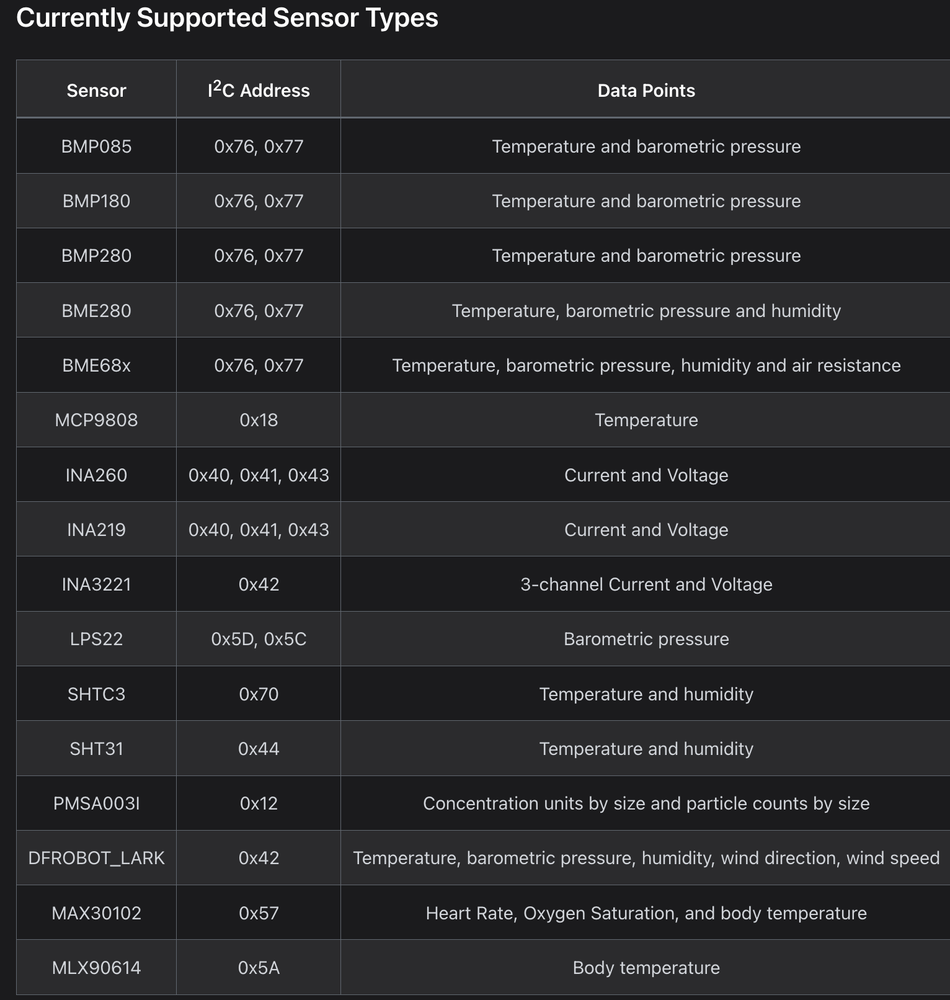 Currently Supported Sensor Types
Sensor I²C Address Data Points
BMP085 0x76, 0x77 Temperature and barometric pressure
BMP180 0x76, 0x77 Temperature and barometric pressure
BMP280 0x76, 0x77 Temperature and barometric pressure
BME280 0x76, 0x77 Temperature, barometric pressure and humidity
BME68x 0x76, 0x77 Temperature, barometric pressure, humidity and air resistance
MCP9808 0x18 Temperature
INA260 0x40, 0x41, 0x43 Current and Voltage
INA219 0x40, 0x41, 0x43 Current and Voltage
INA3221 0x42 3-channel Current and Voltage
LPS22 0x5D, 0x5C Barometric pressure
SHTC3 0x70 Temperature and humidity
SHT31 0x44 Temperature and humidity
PMSA003I 0x12 Concentration units by size and particle counts by size
DFROBOT_LARK 0x42 Temperature, barometric pressure, humidity, wind direction, wind speed
MAX30102 0x57 Heart Rate, Oxygen Saturation, and body temperature
MLX90614 0x5A Body temperature